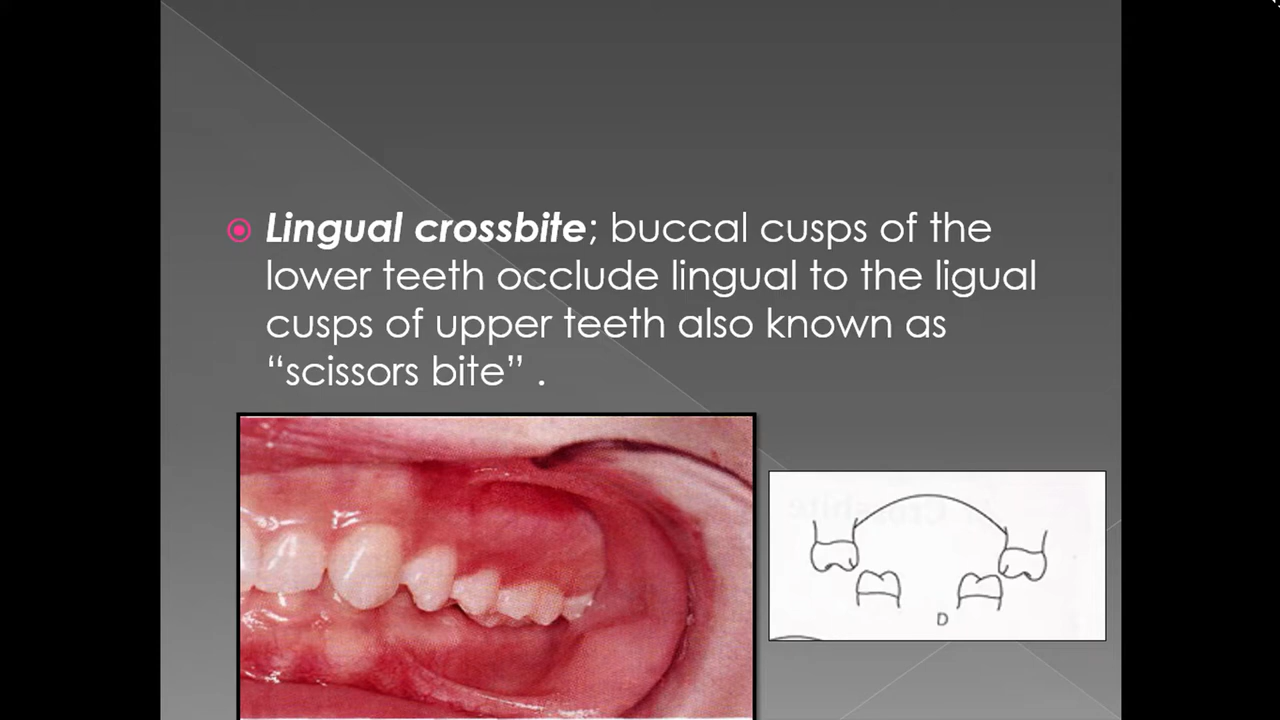 Lingual crossbite; buccal cusps of the
lower teeth occlude lingual to the ligual
cusps of upper teeth also known as
“scissors bite” .
D